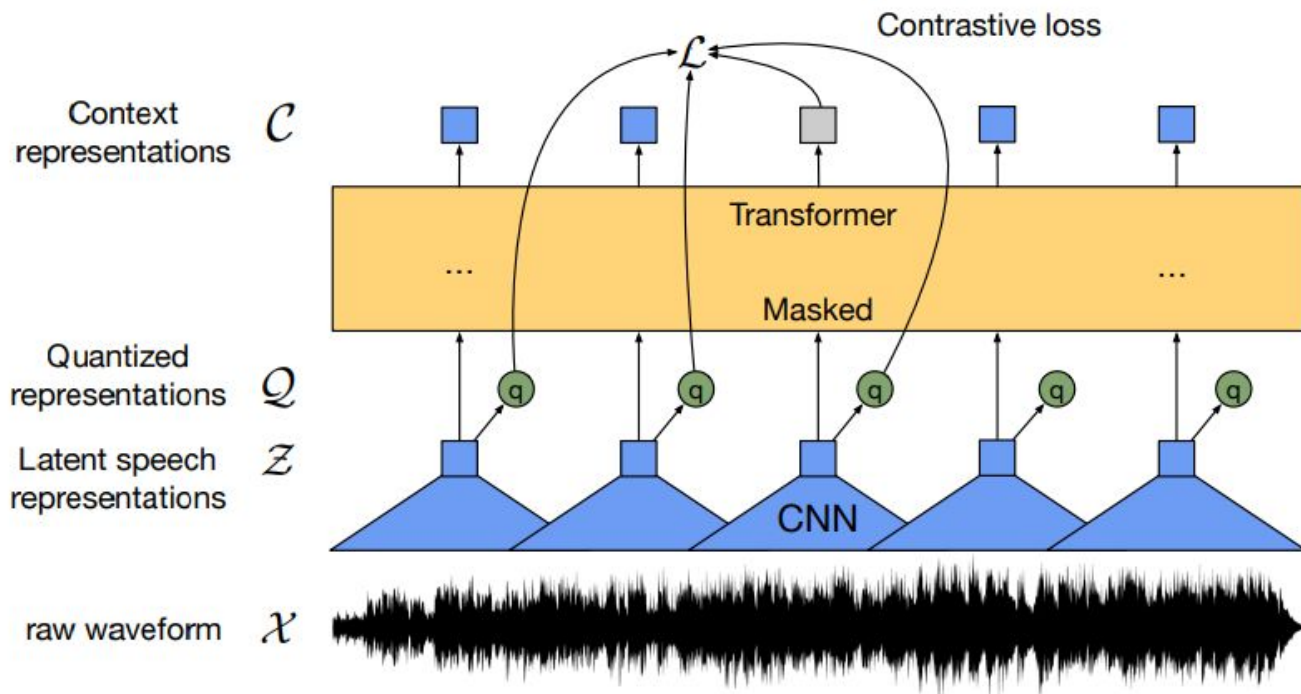 Contrastive loss
ℒ
Context
representations 𝒞
Transformer
... ...
Masked
Quantized
representations 𝒬
q q q q q
Latent speech
representations 𝒵
CNN
raw waveform 𝒳